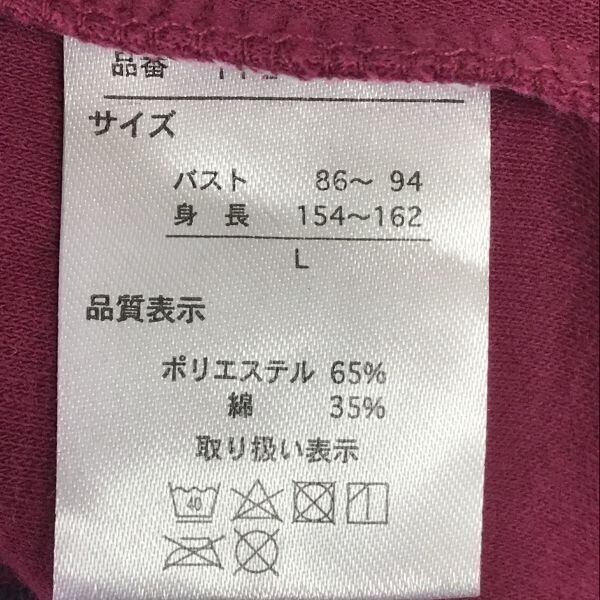 品番
サイズ
バスト 86～ 94
身 長 154～162
L
品質表示
ポリエステル 65%
綿 35%
取り扱い表示
40